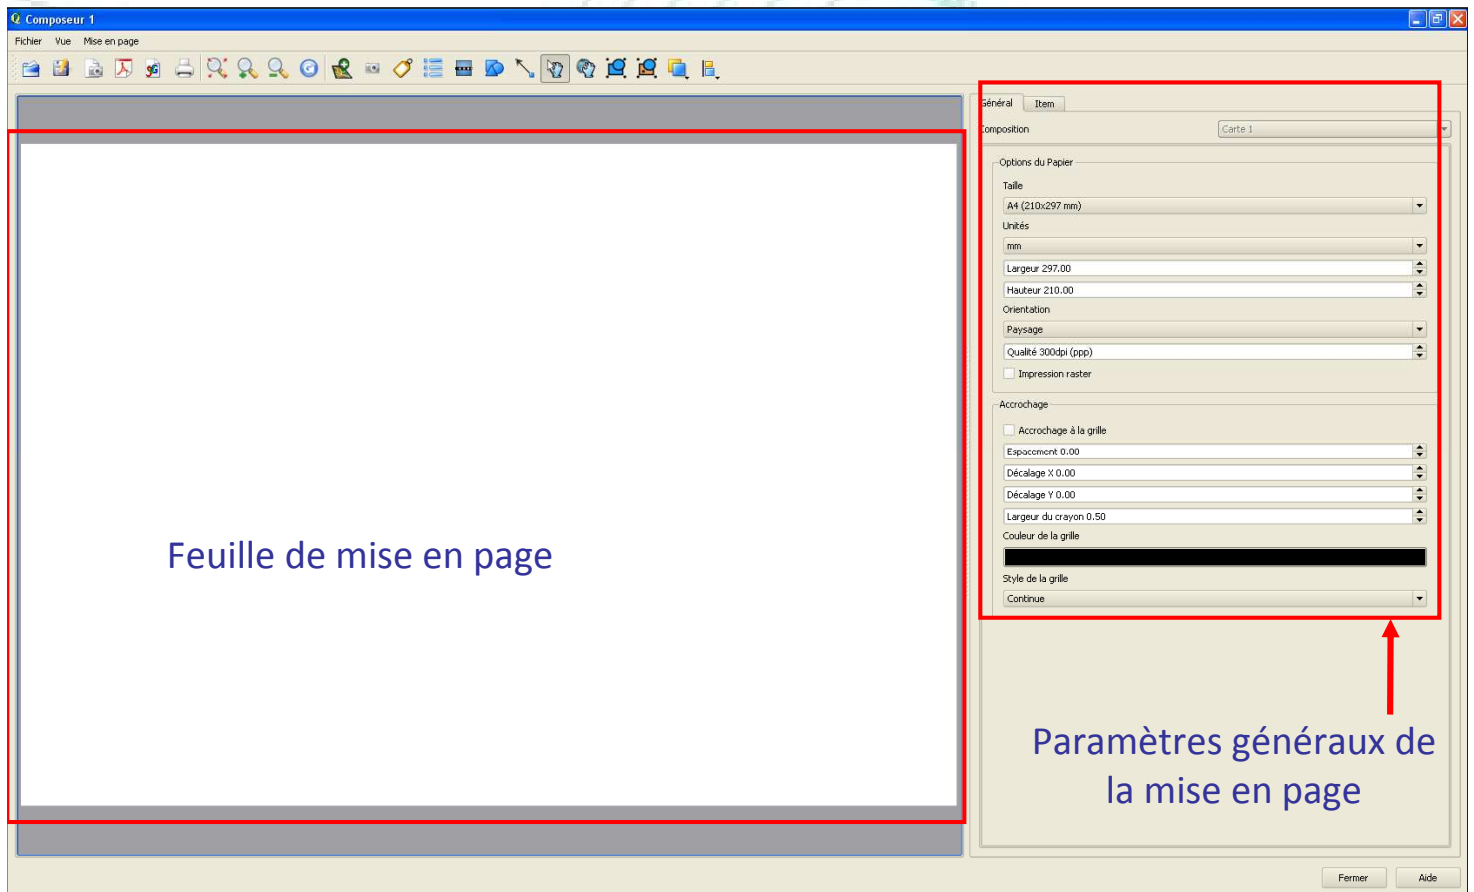 Composeur 1
Fichier Vue Mise en page
Général Item
Composition Carte 1
Options du Papier
Taille
A4 (210x297 mm)
Unités
mm
Largeur 297.00
Hauteur 210.00
Orientation
Paysage
Qualité 300dpi (ppp)
Impression raster
Accrochage
Accrochage à la grille
Espacement 0.00
Décalage X 0.00
Décalage Y 0.00
Largeur du crayon 0.50
Couleur de la grille
Style de la grille
Continue
Feuille de mise en page
Paramètres généraux de
la mise en page
Fermer Aide